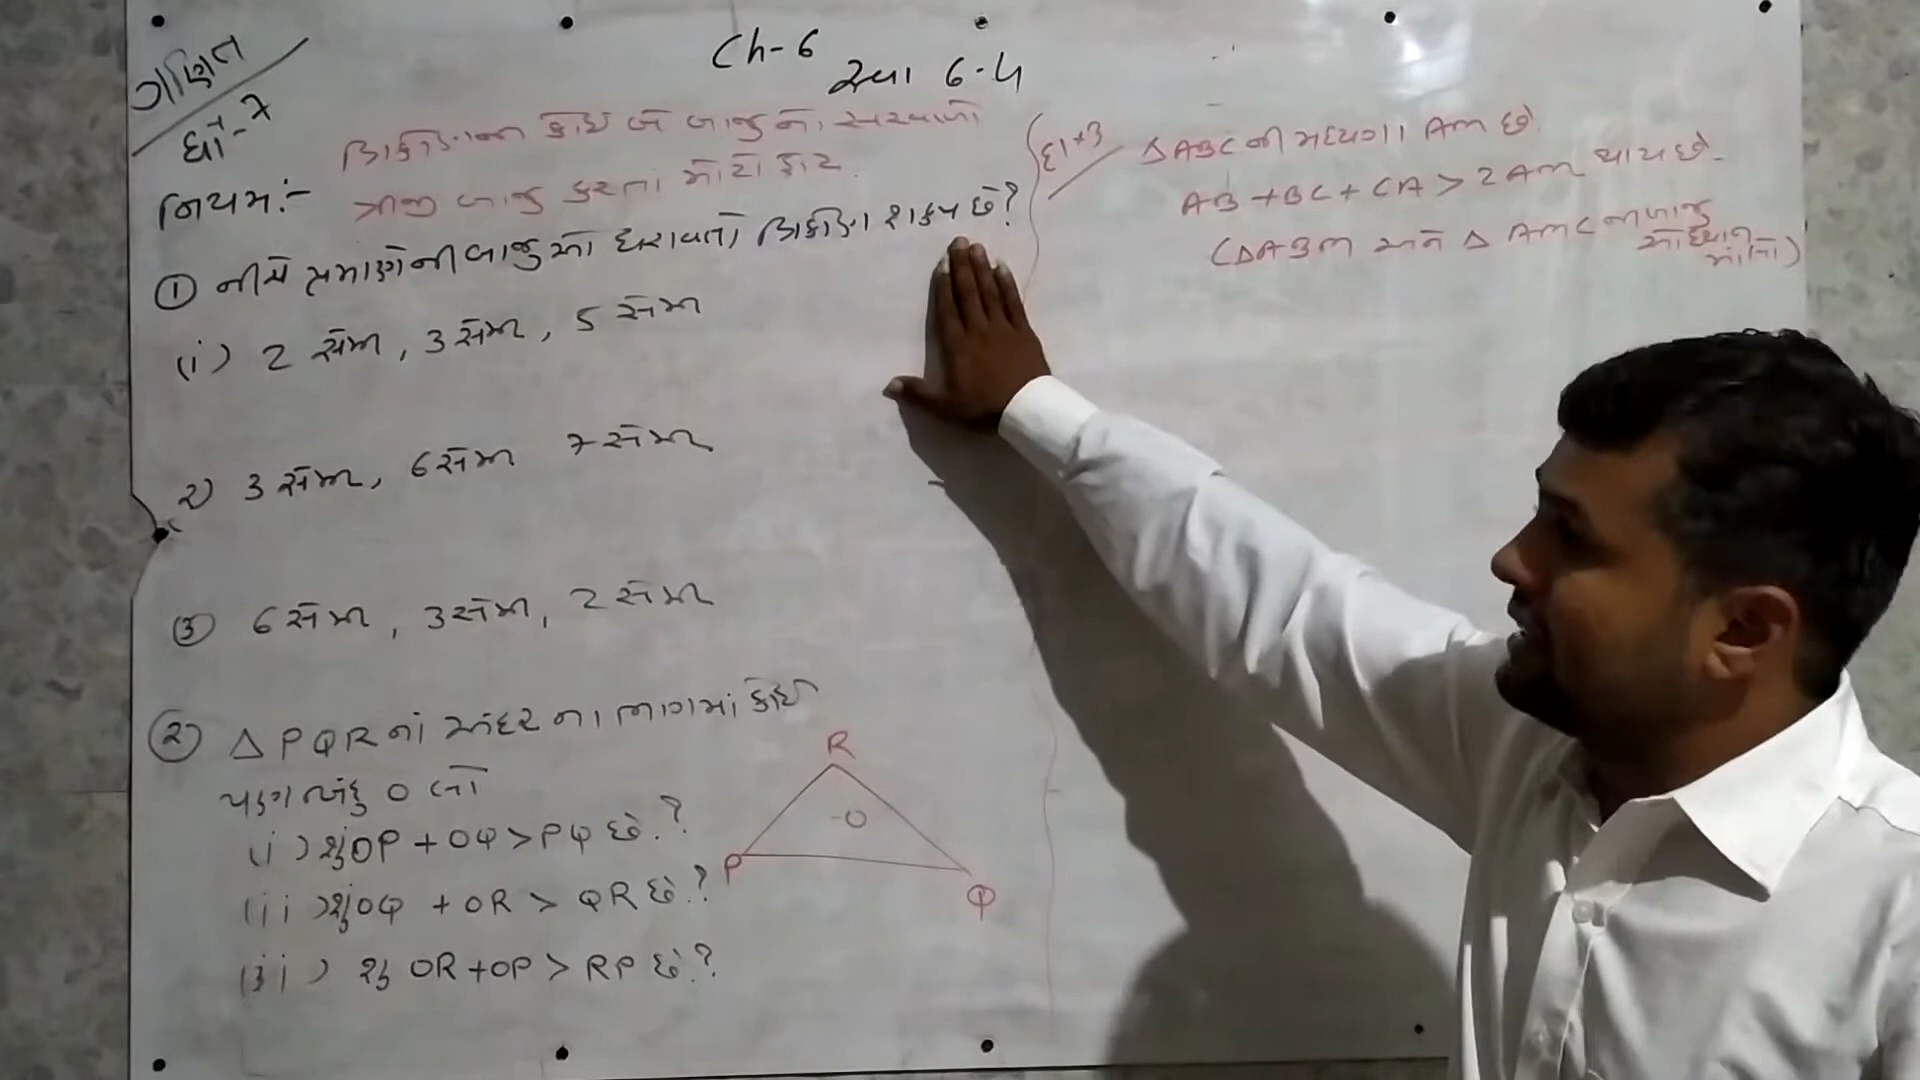 ગણિત
ધો-7
Ch-6
સ્વા 6.4
નિયમ:- ત્રિકોણના કોઈ બે બાજુનો સરવાળો
ત્રીજી બાજુ કરતાં મોટો હોય.
① નીચે પ્રમાણેની બાજુઓ ધરાવતો ત્રિકોણ શક્ય છે?
(i) 2 સેમી, 3 સેમી, 5 સેમી
2) 3 સેમી, 6 સેમી 7 સેમી
③ 6 સેમી, 3 સેમી, 2 સેમી
② △PQR નાં અંદરના ભાગમાં કોઈ
પણ બિંદુ O લો
(i) શું OP + OQ > PQ છે.?
(ii) શું OQ + OR > QR છે.?
(iii) શું OR + OP > RP છે.?
R
O
P
Q
દા*3 △ABC ની મધ્યગા AM છે.
AB + BC + CA > 2AM થાય છે.
(△ABM અને △AMC ના બાજુ
ઓ ધ્યાન
માં લો)